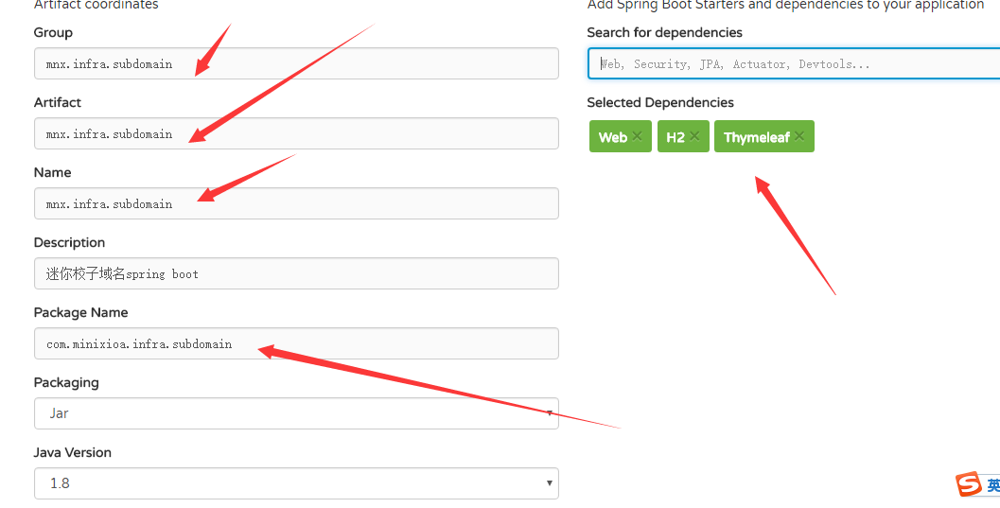 Artifact coordinates
Group
mnx.infra.subdomain
Artifact
mnx.infra.subdomain
Name
mnx.infra.subdomain
Description
迷你校子域名spring boot
Package Name
com.minixioa.infra.subdomain
Packaging
Jar
Java Version
1.8
Add Spring Boot Starters and dependencies to your application
Search for dependencies
Web, Security, JPA, Actuator, Devtools...
Selected Dependencies
Web × H2 × Thymeleaf ×
S 英